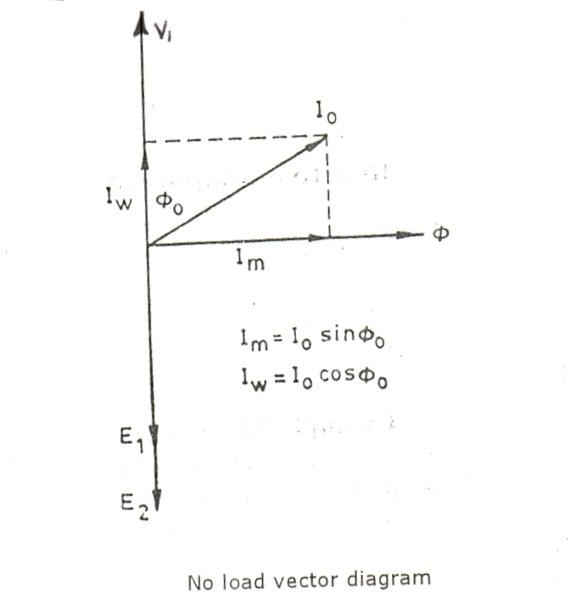 V₁
I₀
I_w Φ₀
Φ
I_m
I_m = I₀ sinΦ₀
I_w = I₀ cosΦ₀
E₁
E₂
No load vector diagram